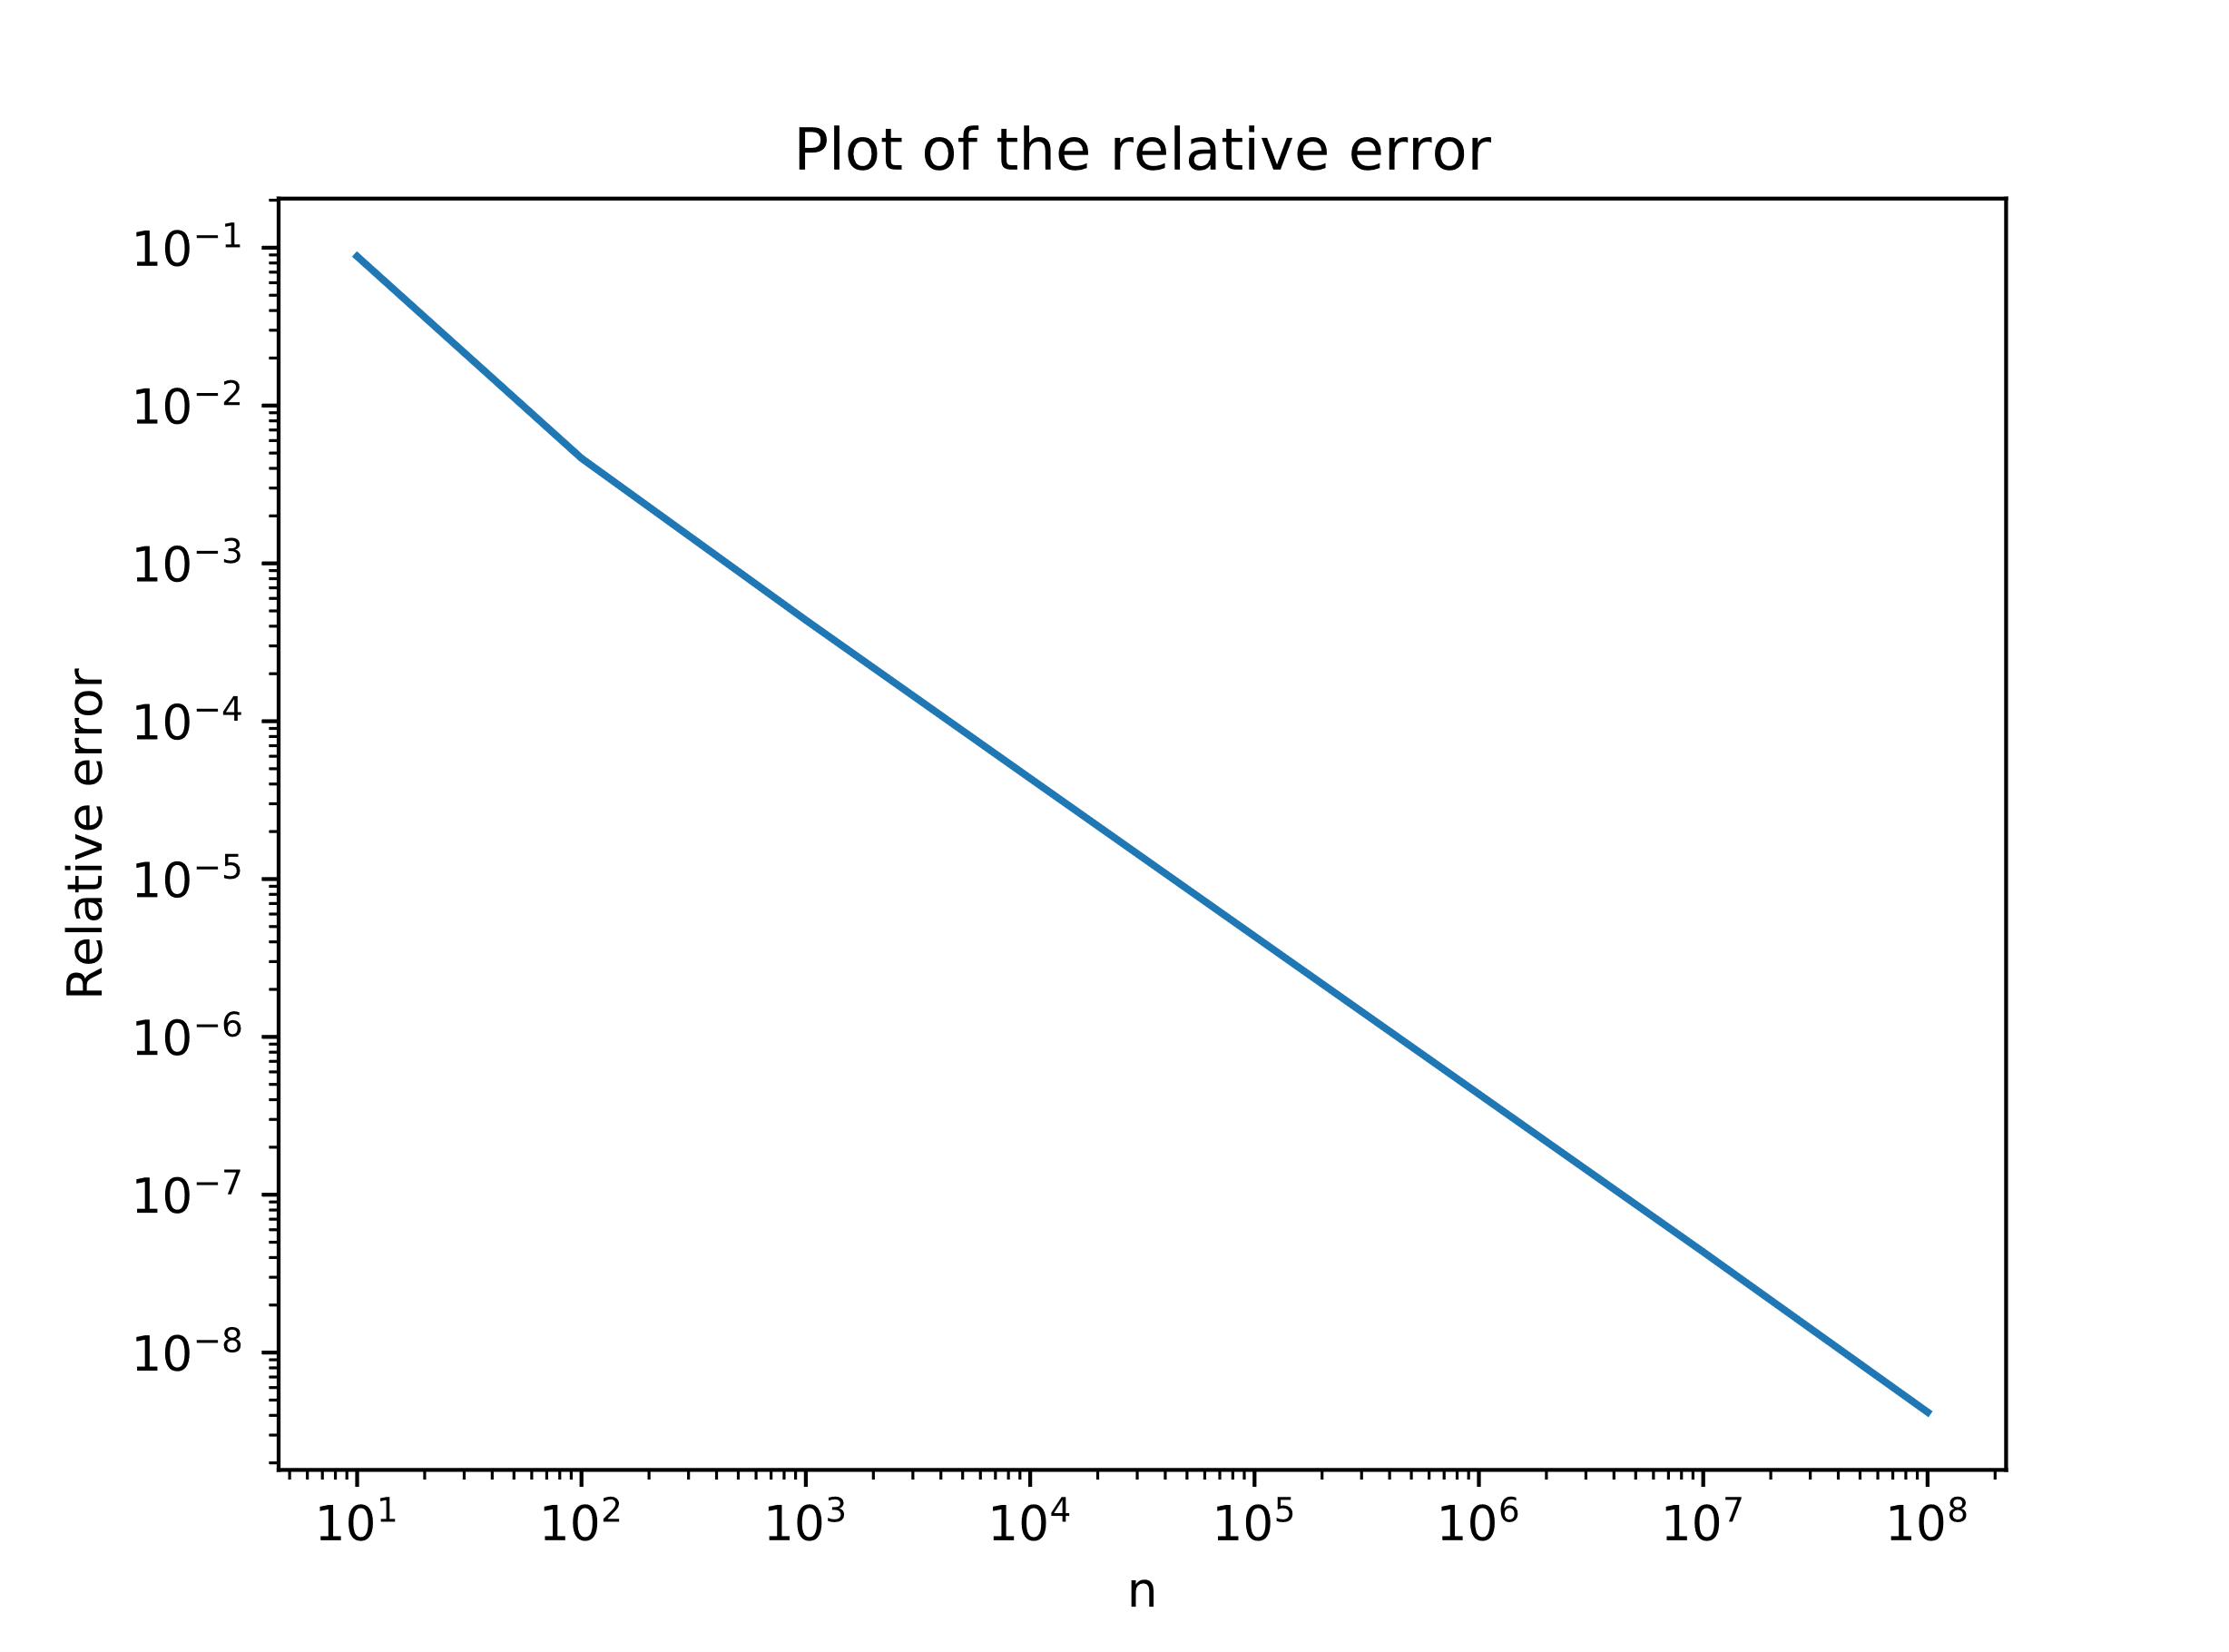 Plot of the relative error
Relative error
10⁻¹
10⁻²
10⁻³
10⁻⁴
10⁻⁵
10⁻⁶
10⁻⁷
10⁻⁸
10¹ 10² 10³ 10⁴ 10⁵ 10⁶ 10⁷ 10⁸
n